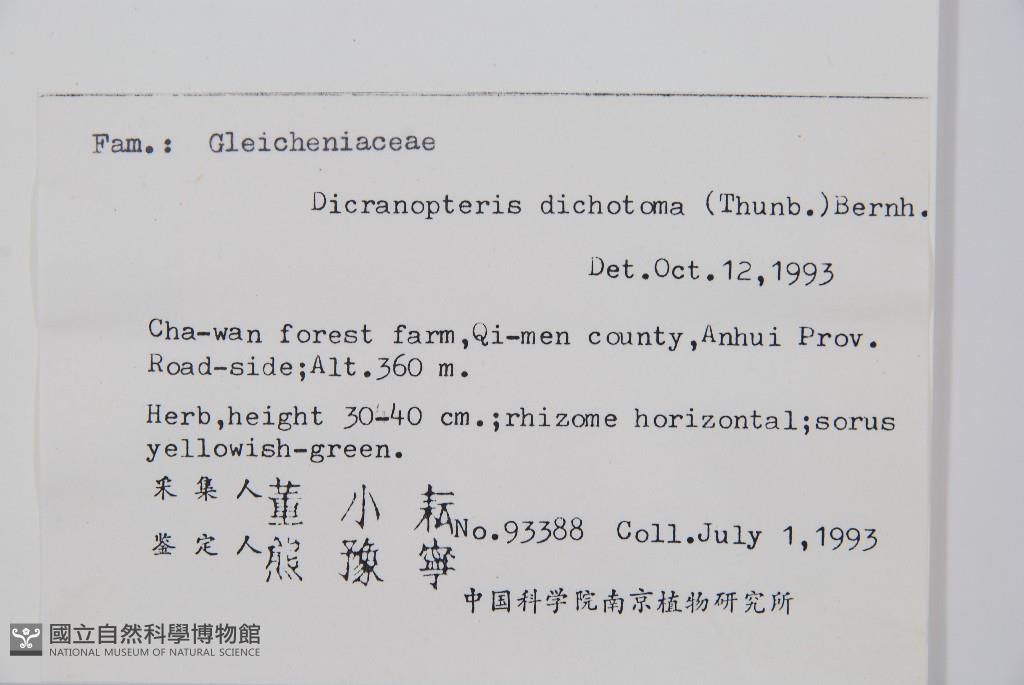 Fam.: Gleicheniaceae
Dicranopteris dichotoma (Thunb.)Bernh.
Det.Oct.12,1993
Cha-wan forest farm,Qi-men county,Anhui Prov.
Road-side;Alt.360 m.
Herb,height 30-40 cm.;rhizome horizontal;sorus
yellowish-green.
采集人 董小耘 No.93388 Coll.July 1,1993
鉴定人 熊豫寧
中国科学院南京植物研究所
國立自然科學博物館
NATIONAL MUSEUM OF NATURAL SCIENCE